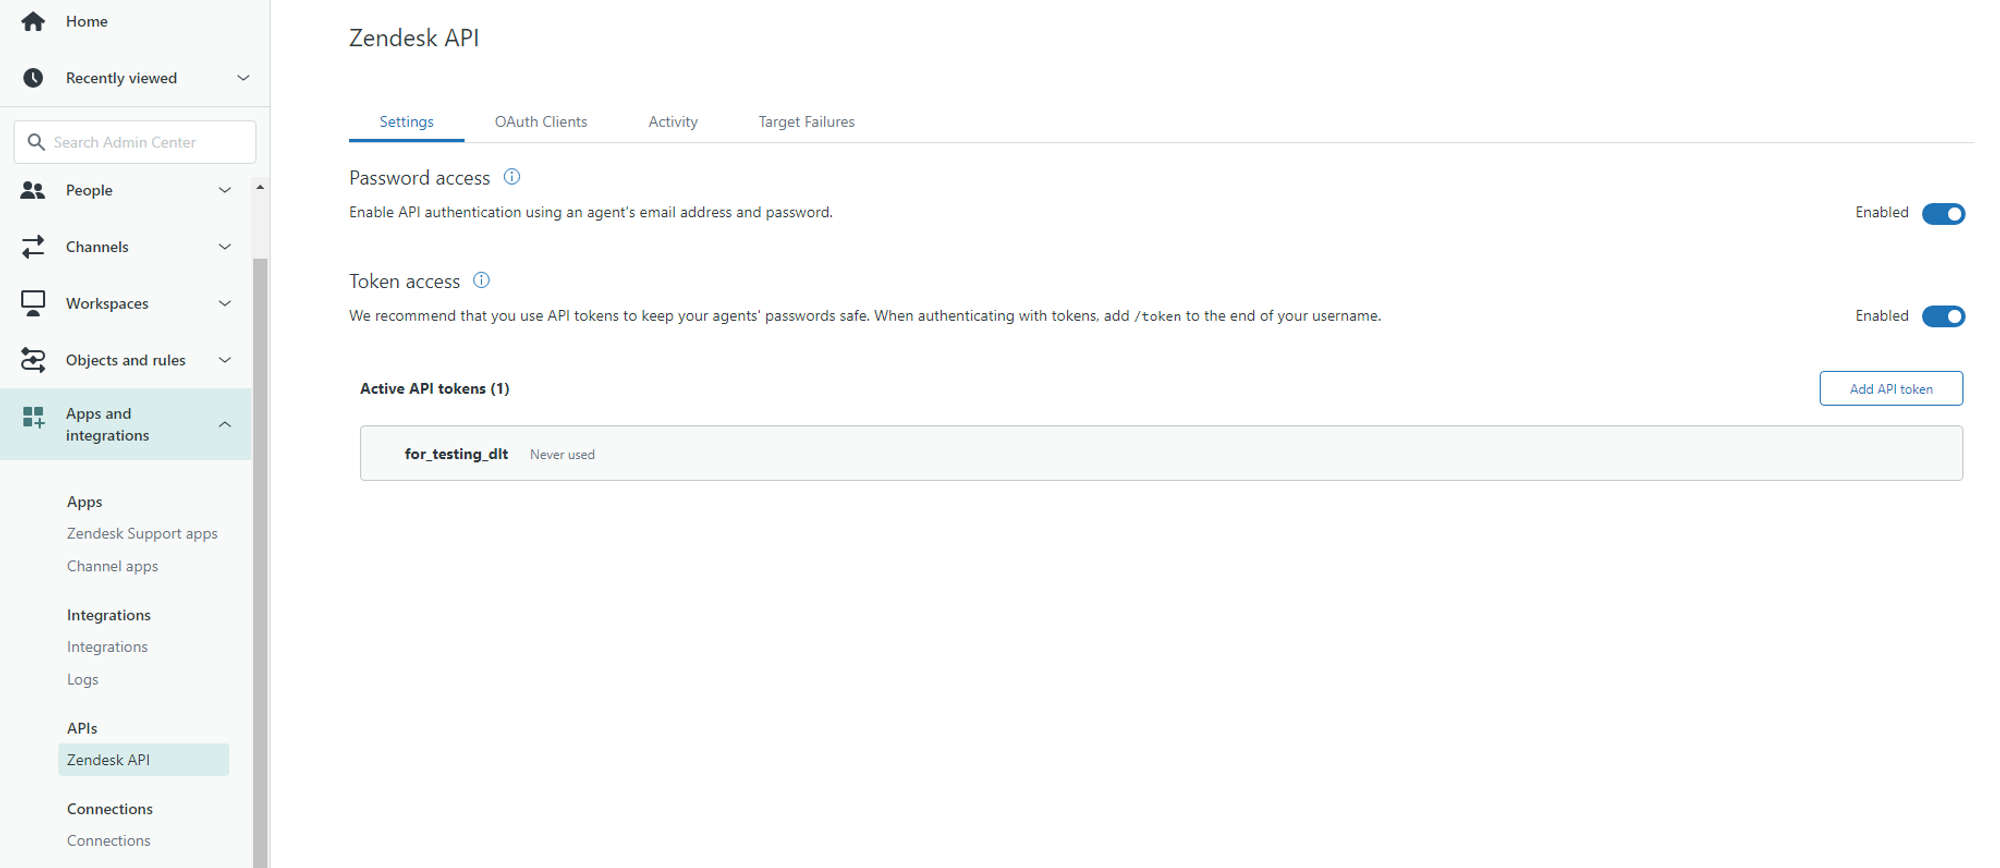 Home
Recently viewed
Search Admin Center
People
Channels
Workspaces
Objects and rules
Apps and
integrations
Apps
Zendesk Support apps
Channel apps
Integrations
Integrations
Logs
APIs
Zendesk API
Connections
Connections
Zendesk API
Settings OAuth Clients Activity Target Failures
Password access
Enable API authentication using an agent's email address and password. Enabled
Token access
We recommend that you use API tokens to keep your agents' passwords safe. When authenticating with tokens, add /token to the end of your username. Enabled
Active API tokens (1) Add API token
for_testing_dlt Never used